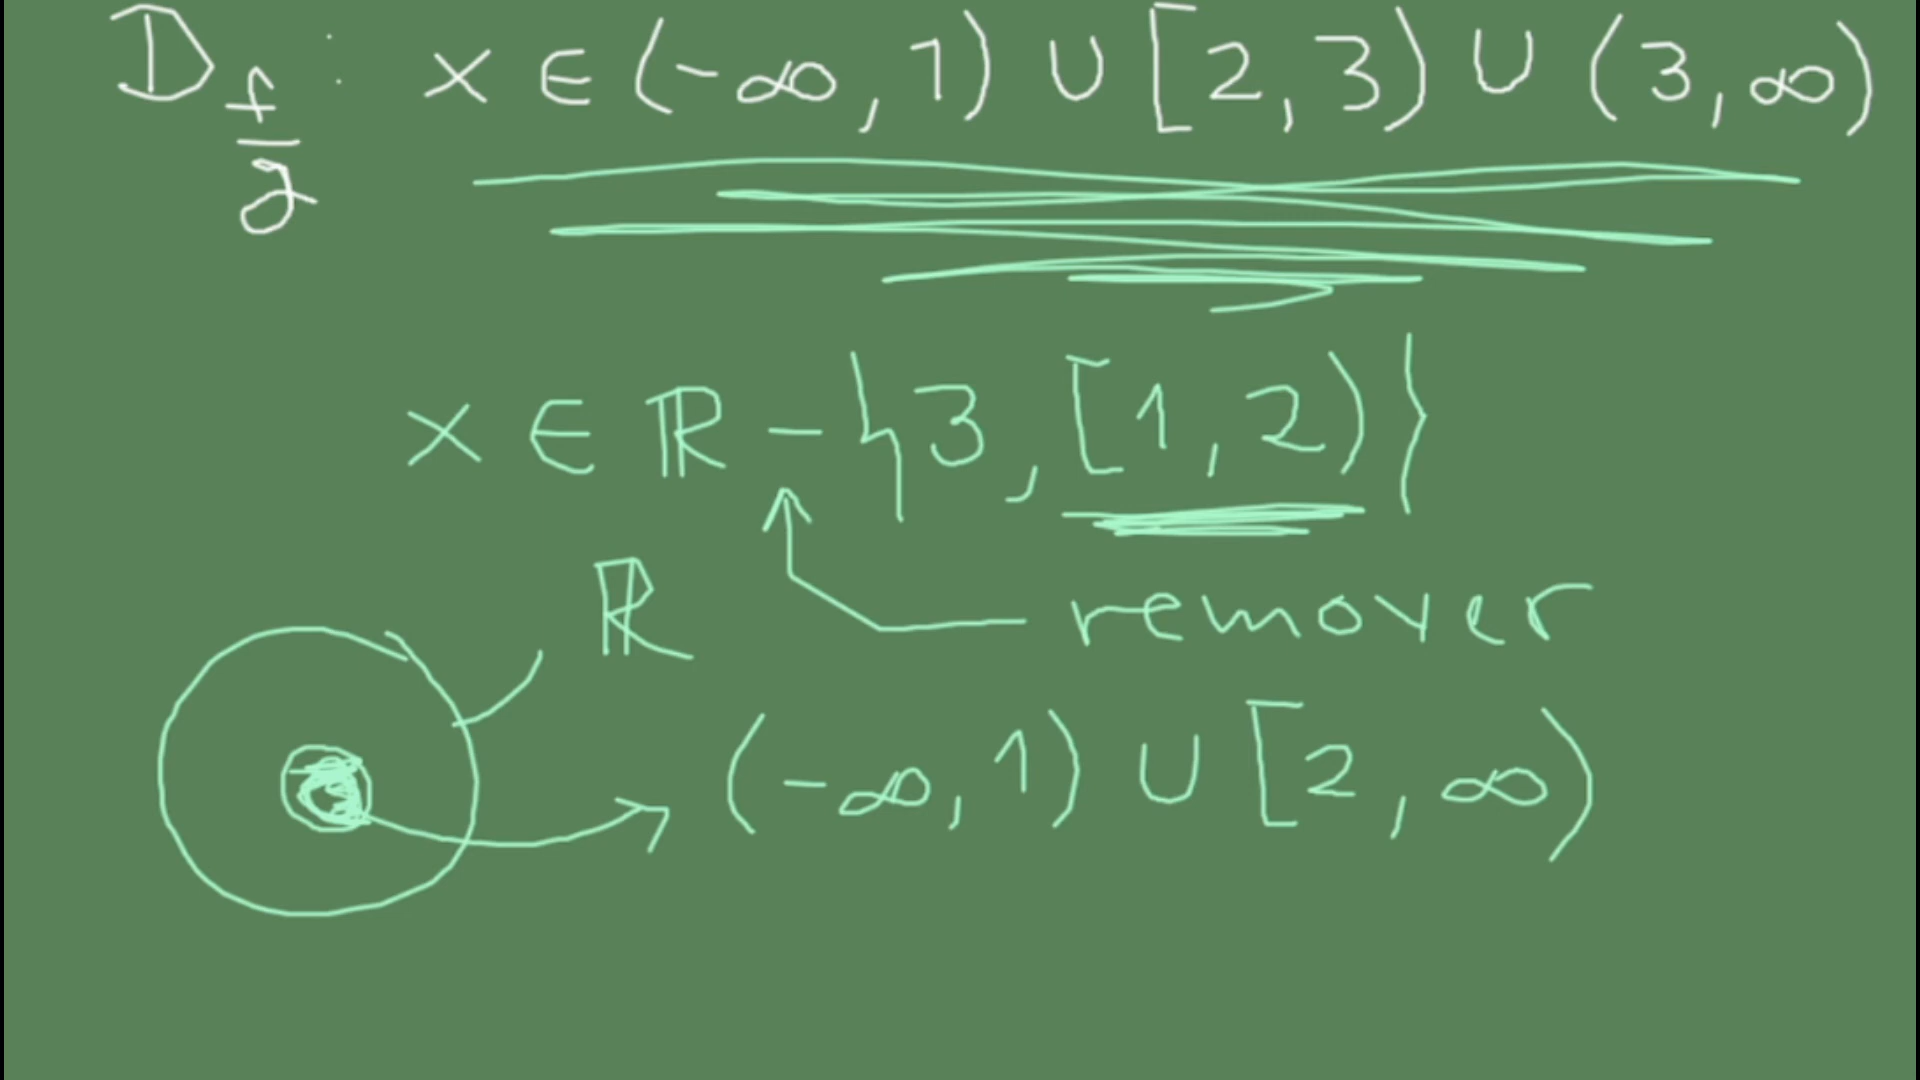 D f/g : x ∈ (-∞, 1) ∪ [2, 3) ∪ (3, ∞)
x ∈ ℝ - {3, [1, 2)}
ℝ
remover
(-∞, 1) ∪ [2, ∞)